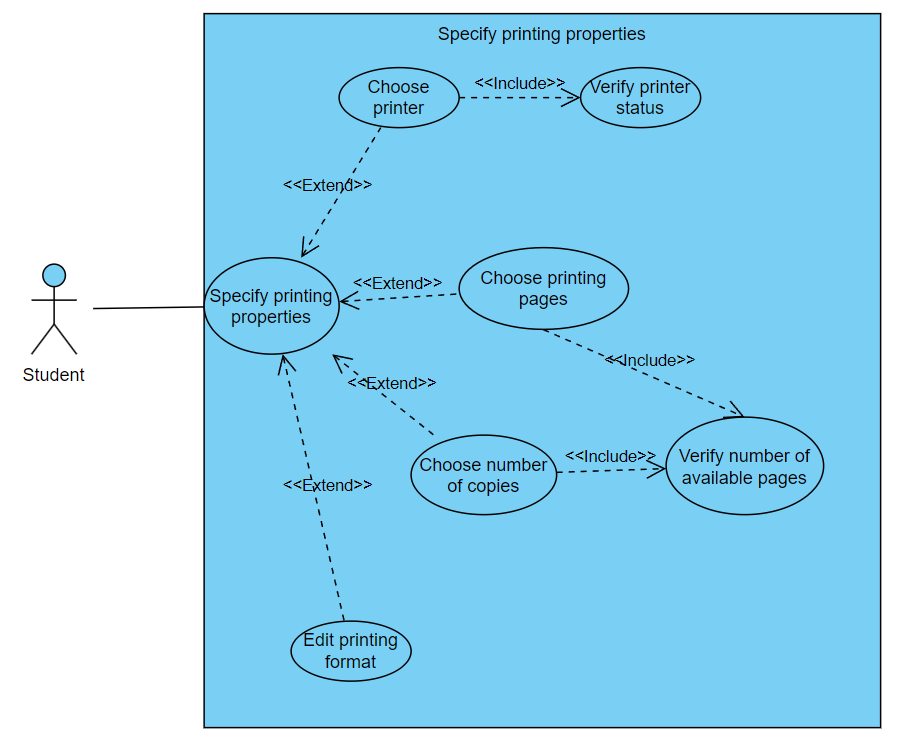 Specify printing properties
Choose
printer
<<Include>>
Verify printer
status
<<Extend>>
Specify printing
properties
<<Extend>>
Choose printing
pages
Student
<<Include>>
<<Extend>>
Choose number
of copies
<<Include>>
Verify number of
available pages
<<Extend>>
Edit printing
format